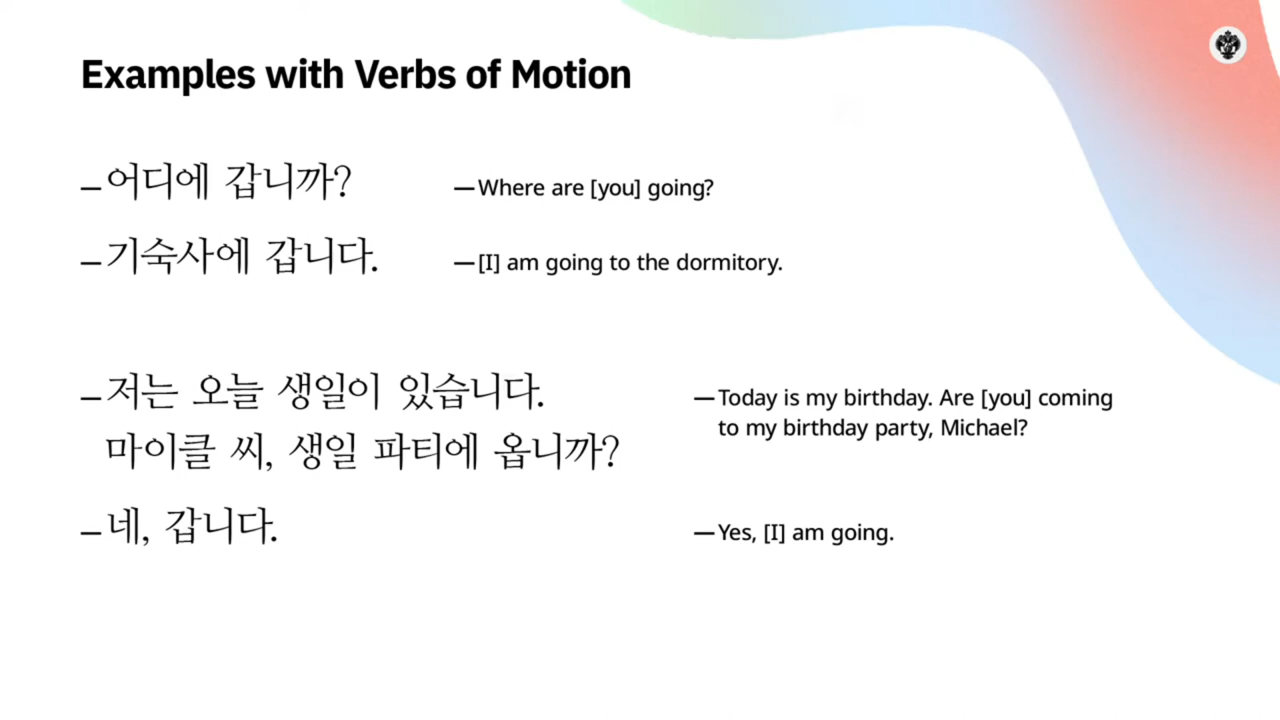 Examples with Verbs of Motion
—어디에 갑니까?
—Where are [you] going?
—기숙사에 갑니다.
—[I] am going to the dormitory.
—저는 오늘 생일이 있습니다.
마이클 씨, 생일 파티에 옵니까?
—Today is my birthday. Are [you] coming
to my birthday party, Michael?
—네, 갑니다.
—Yes, [I] am going.